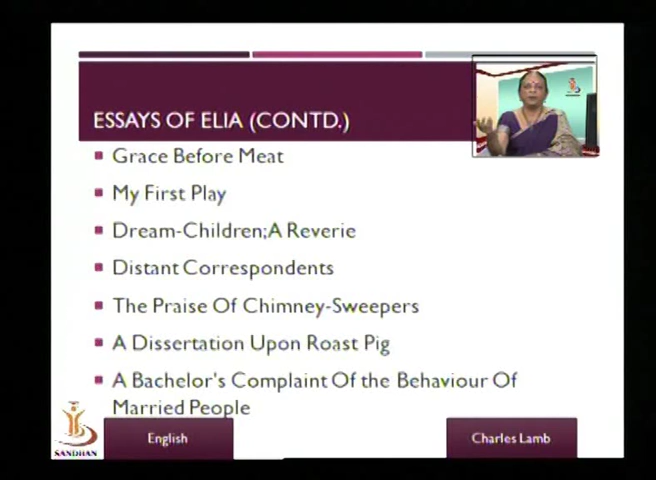 ESSAYS OF ELIA (CONTD.)
Grace Before Meat
My First Play
Dream-Children;A Reverie
Distant Correspondents
The Praise Of Chimney-Sweepers
A Dissertation Upon Roast Pig
A Bachelor's Complaint Of the Behaviour Of
Married People
English
Charles Lamb
SANDHAN